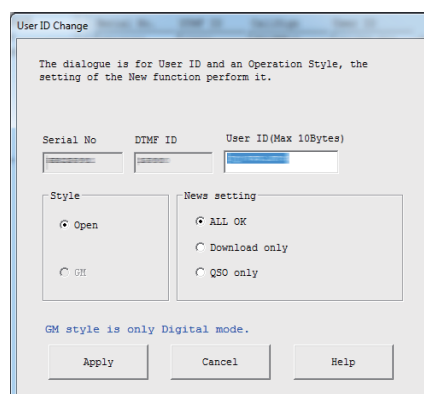 User ID Change
The dialogue is for User ID and an Operation Style, the
setting of the New function perform it.
Serial No DTMF ID User ID(Max 10Bytes)
Style News setting
Open ALL OK
Download only
GM QSO only
GM style is only Digital mode.
Apply Cancel Help